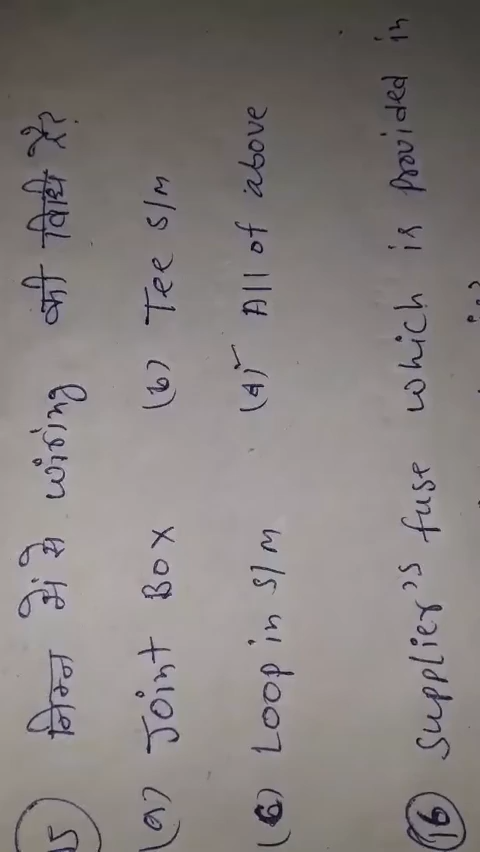 15 निम्न में से wiring की विधि है?
(a) Joint Box (b) Tee S/M
(c) Loop in S/M (d) All of above
16 Supplier's fuse which is provided in